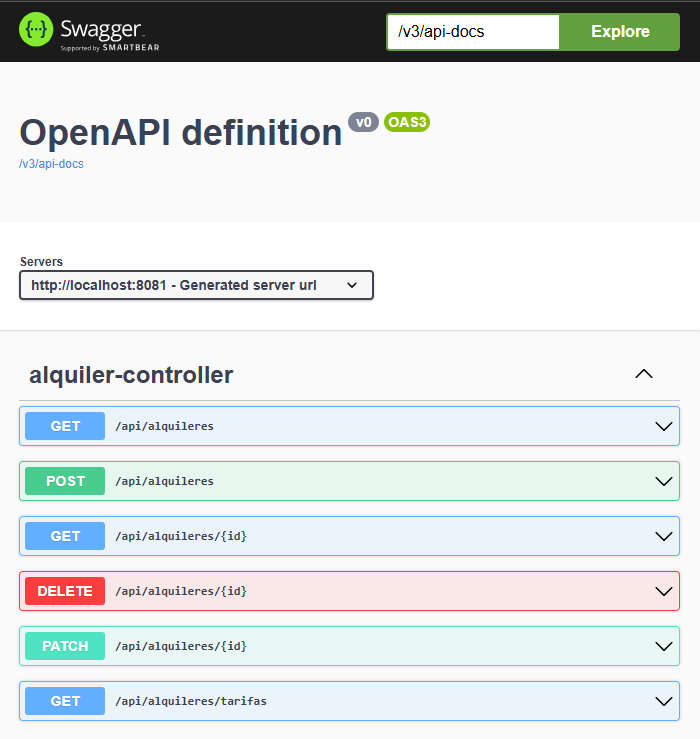 {...} Swagger
Supported by SMARTBEAR
/v3/api-docs
Explore
OpenAPI definition v0 OAS3
/v3/api-docs
Servers
http://localhost:8081 - Generated server url
alquiler-controller
GET /api/alquileres
POST /api/alquileres
GET /api/alquileres/{id}
DELETE /api/alquileres/{id}
PATCH /api/alquileres/{id}
GET /api/alquileres/tarifas